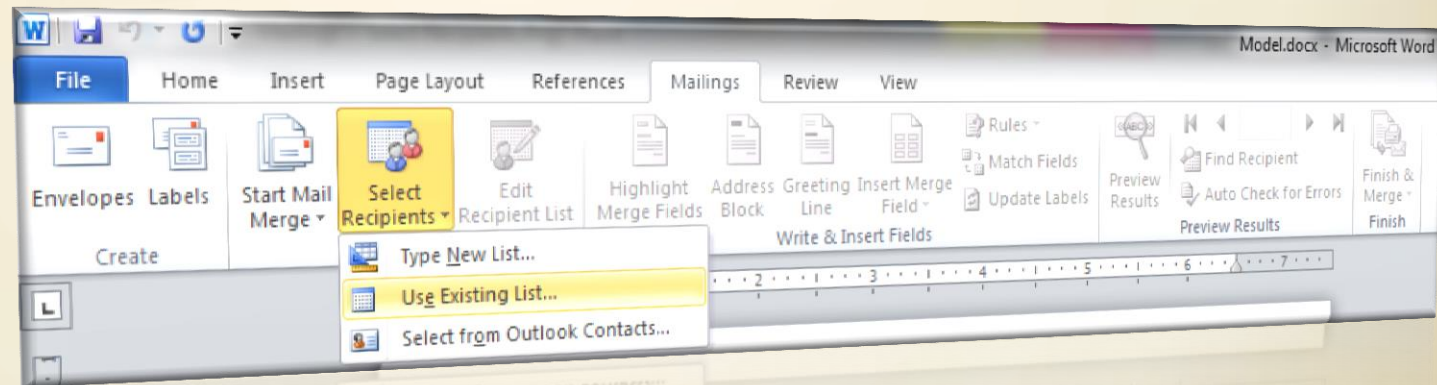 W
Model.docx - Microsoft Word
File Home Insert Page Layout References Mailings Review View
Envelopes Labels Start Mail Merge Select Recipients Edit Recipient List Highlight Merge Fields Address Block Greeting Line Insert Merge Field
Rules
Match Fields
Update Labels
Preview Results
ABC
Find Recipient
Auto Check for Errors
Finish & Merge
Create
Write & Insert Fields
Preview Results
Finish
Type New List...
Use Existing List...
Select from Outlook Contacts...
L
2 3 4 5 6 7